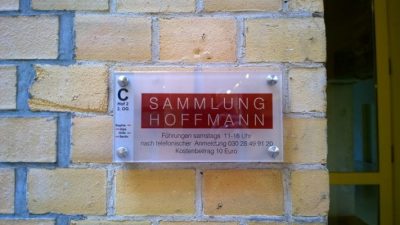 C
Hof 2
2. OG
SAMMLUNG
HOFFMANN
Führungen samstags 11-16 Uhr
nach telefonischer Anmeldung 030 28 49 91 20
Kostenbeitrag 10 Euro